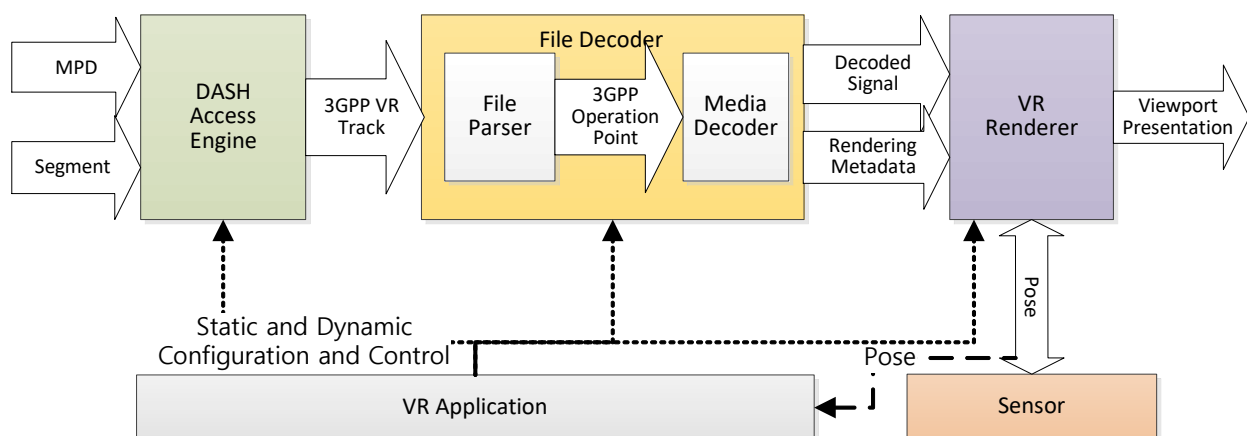 MPD
Segment
DASH
Access
Engine
3GPP VR
Track
File Decoder
File
Parser
3GPP
Operation
Point
Media
Decoder
Decoded
Signal
Rendering
Metadata
VR
Renderer
Viewport
Presentation
Pose
Static and Dynamic
Configuration and Control
Pose
VR Application
Sensor